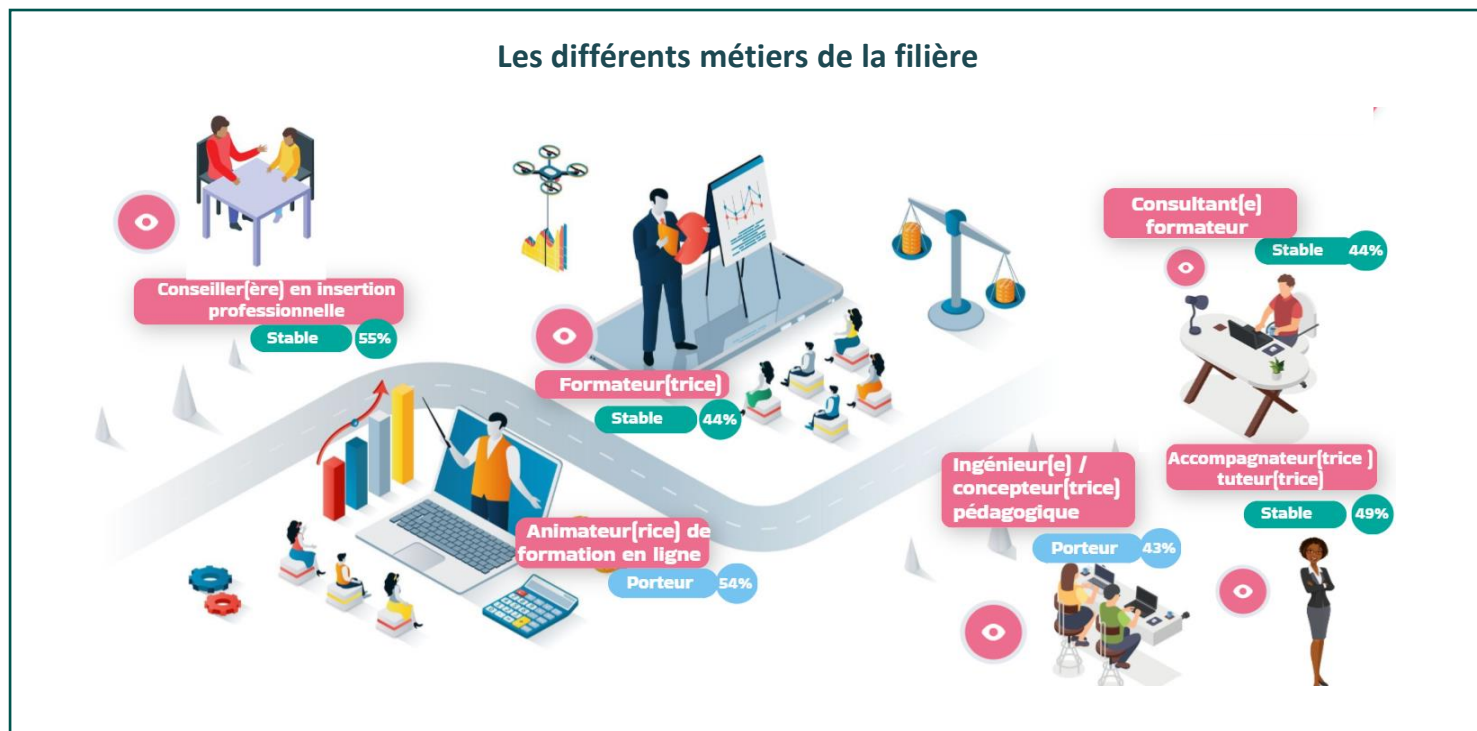 Les différents métiers de la filière
Conseiller(ère) en insertion
professionnelle
Stable 55%
Formateur(trice)
Stable 44%
Animateur(rice) de
formation en ligne
Porteur 54%
Consultant(e)
formateur
Stable 44%
Ingénieur(e) /
concepteur(trice)
pédagogique
Porteur 43%
Accompagnateur(trice )
tuteur(trice)
Stable 49%